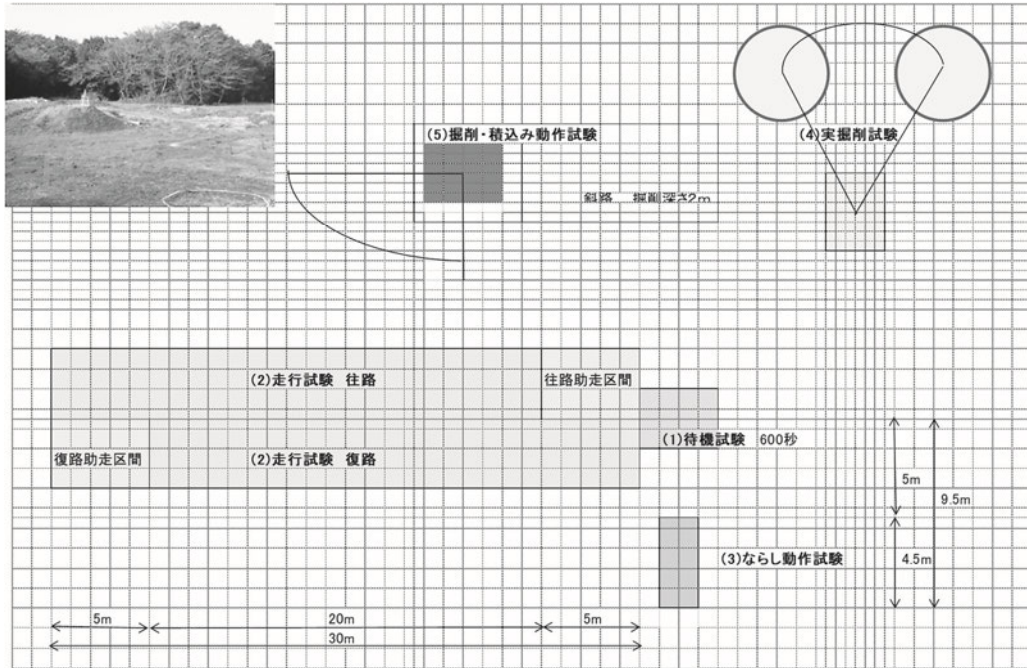 (5)掘削・積込み動作試験
(4)実掘削試験
斜路 掘削深さ2m
(2)走行試験 往路
往路助走区間
(1)待機試験 600秒
復路助走区間
(2)走行試験 復路
5m
9.5m
(3)ならし動作試験
4.5m
5m
20m
5m
30m